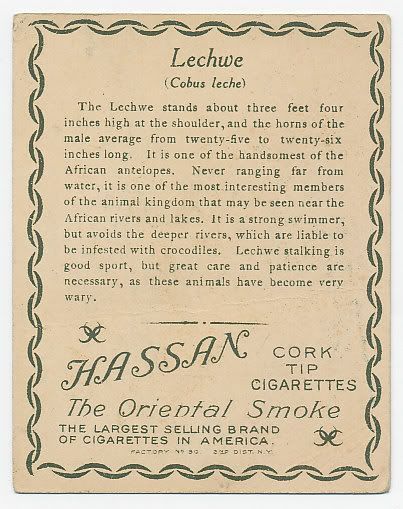 Lechwe
(Cobus leche)
The Lechwe stands about three feet four
inches high at the shoulder, and the horns of the
male average from twenty-five to twenty-six
inches long. It is one of the handsomest of the
African antelopes. Never ranging far from
water, it is one of the most interesting members
of the animal kingdom that may be seen near the
African rivers and lakes. It is a strong swimmer,
but avoids the deeper rivers, which are liable to
be infested with crocodiles. Lechwe stalking is
good sport, but great care and patience are
necessary, as these animals have become very
wary.
HASSAN
CORK
TIP
CIGARETTES
The Oriental Smoke
THE LARGEST SELLING BRAND
OF CIGARETTES IN AMERICA.
FACTORY No 30. DIST. N.Y.